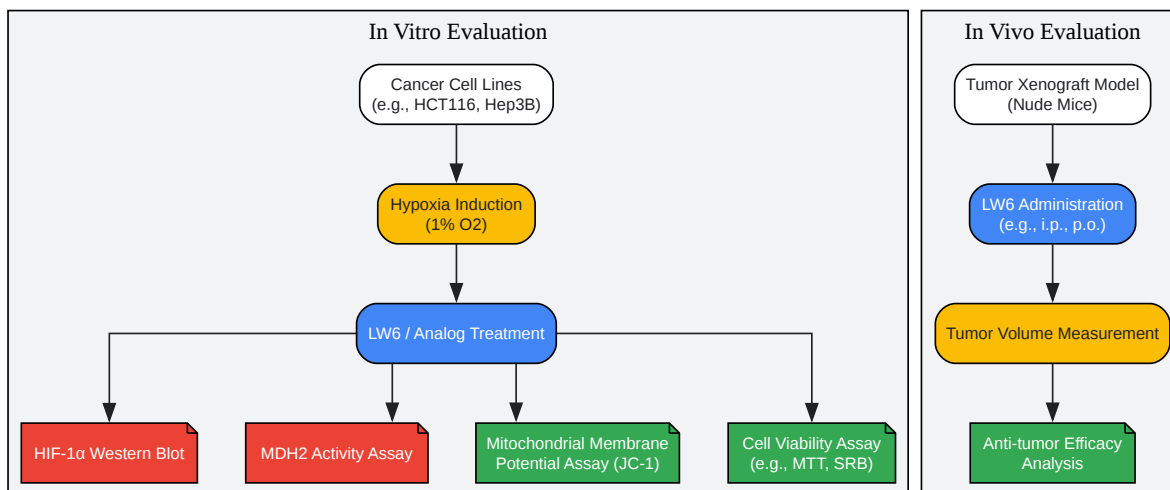 In Vitro Evaluation
Cancer Cell Lines
(e.g., HCT116, Hep3B)
Hypoxia Induction
(1% O2)
LW6 / Analog Treatment
HIF-1α Western Blot
MDH2 Activity Assay
Mitochondrial Membrane
Potential Assay (JC-1)
Cell Viability Assay
(e.g., MTT, SRB)
In Vivo Evaluation
Tumor Xenograft Model
(Nude Mice)
LW6 Administration
(e.g., i.p., p.o.)
Tumor Volume Measurement
Anti-tumor Efficacy
Analysis